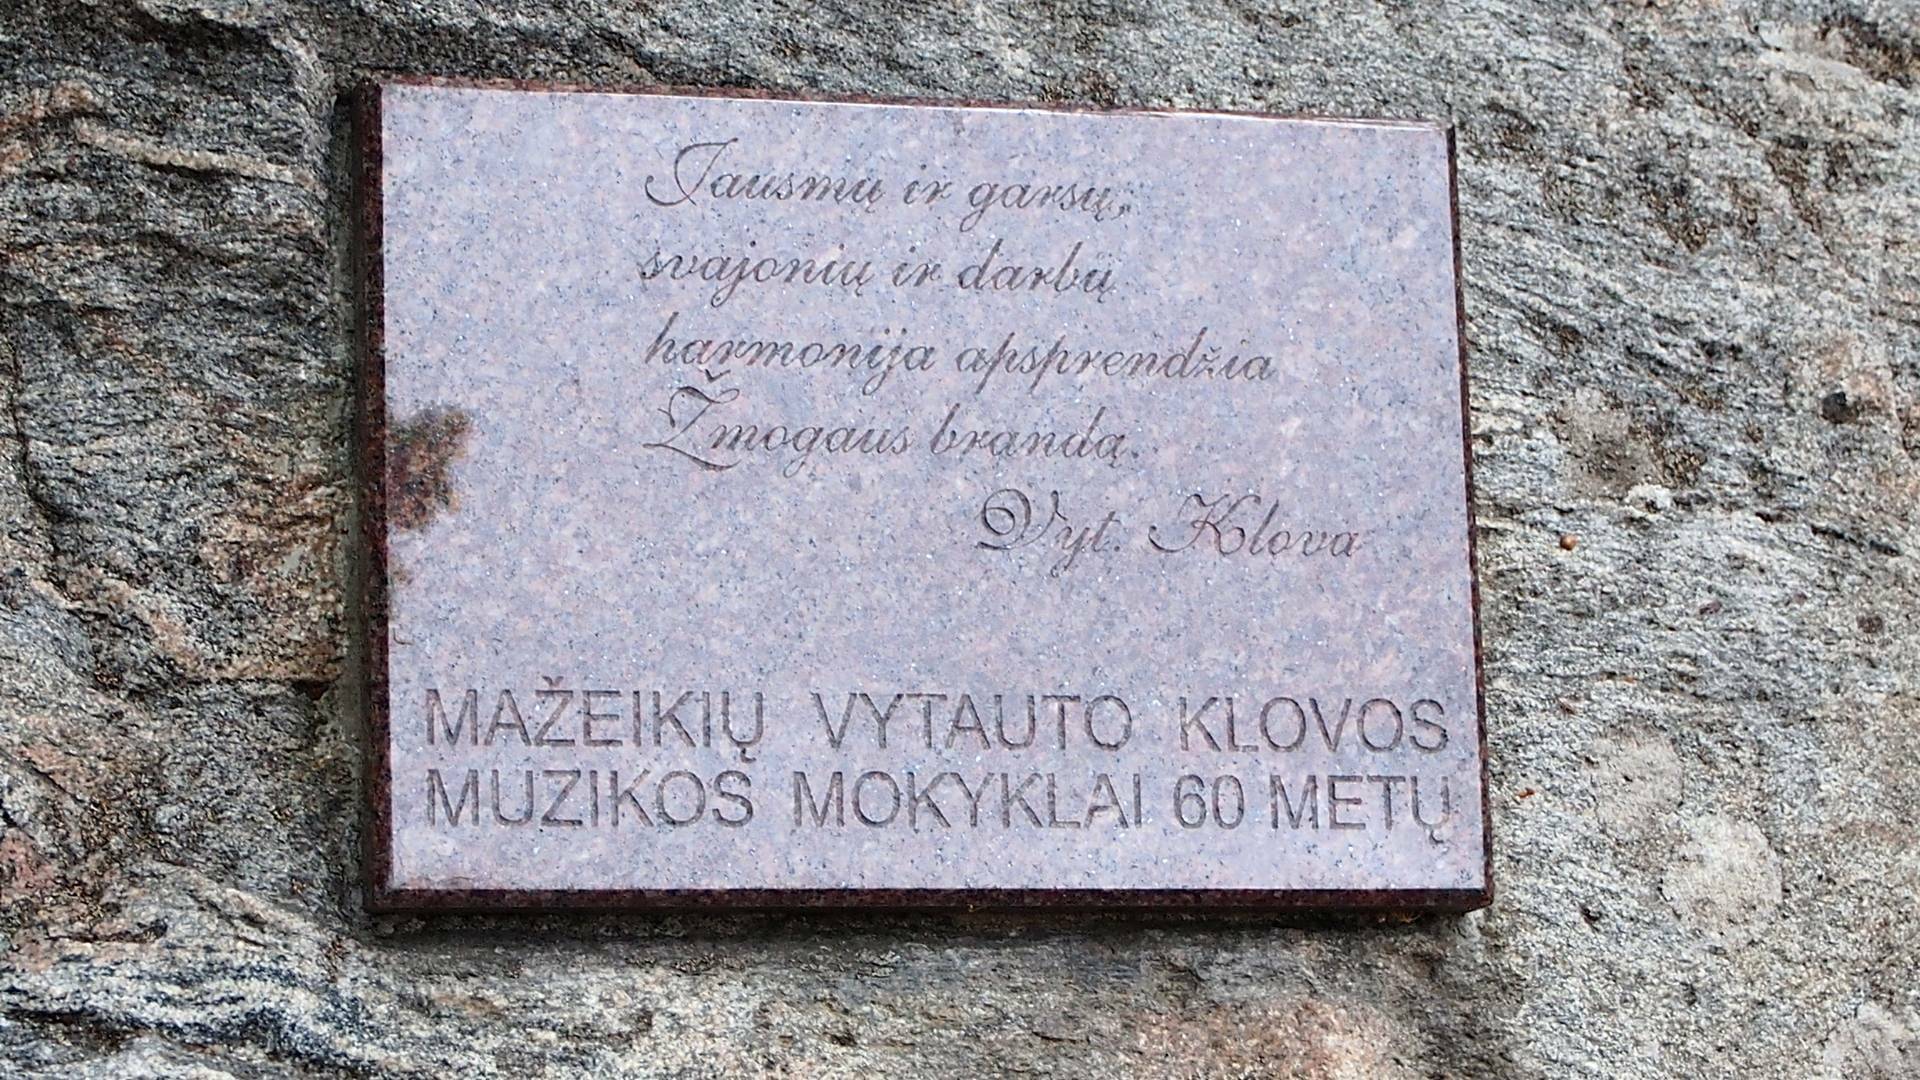 Jausmų ir garsų,
svajonių ir darbų
harmonija apsprendžia
Žmogaus brandą.
Vyt. Klova
MAŽEIKIŲ VYTAUTO KLOVOS
MUZIKOS MOKYKLAI 60 METŲ